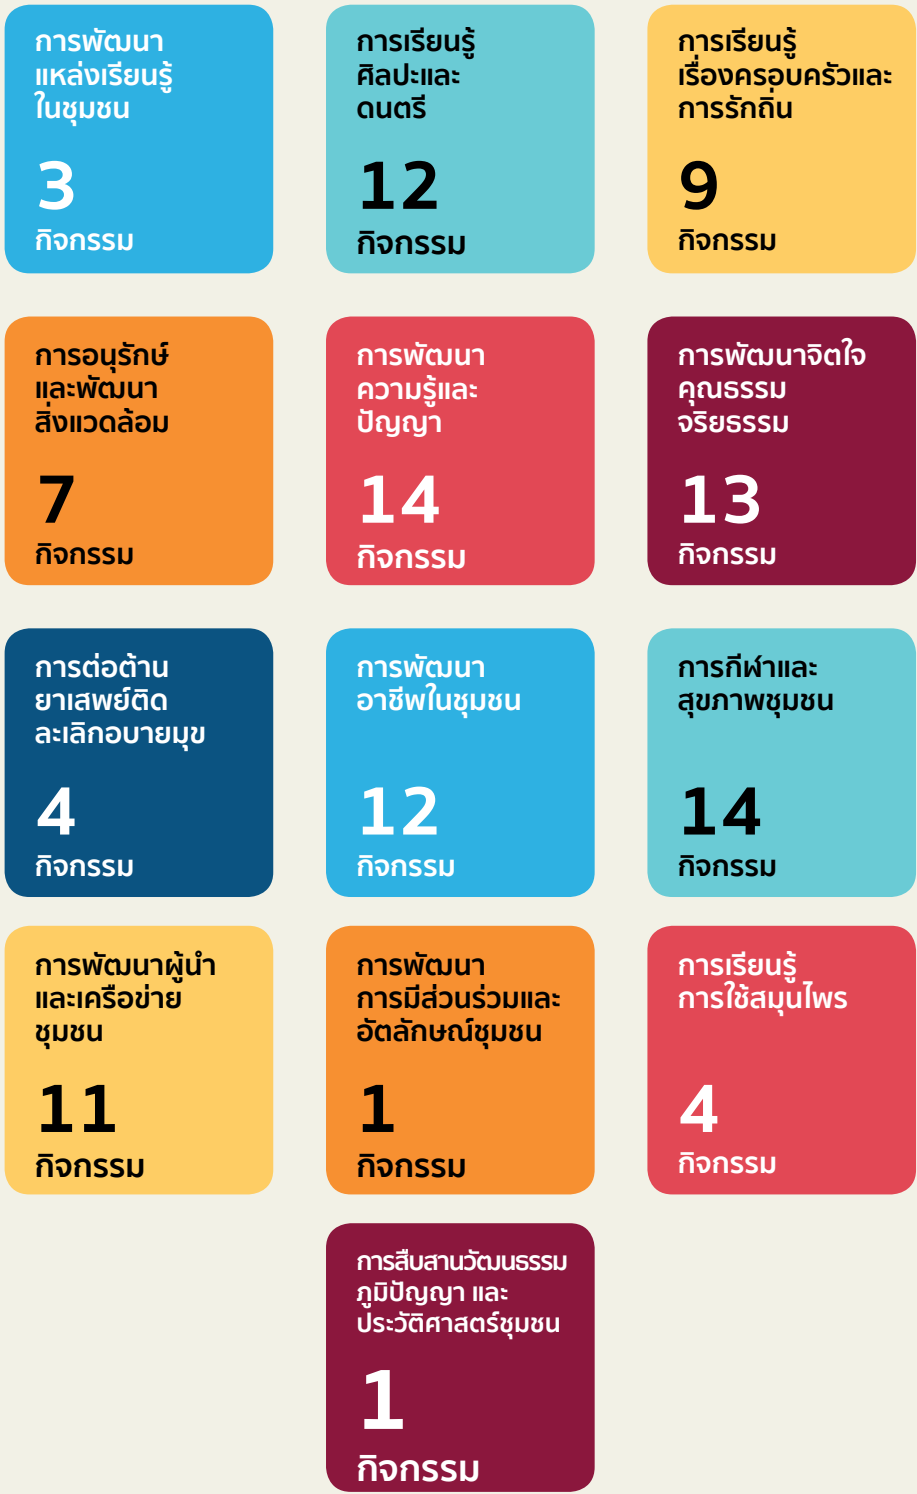 การพัฒนา
แหล่งเรียนรู้
ในชุมชน
3
กิจกรรม
การเรียนรู้
ศิลปะและ
ดนตรี
12
กิจกรรม
การเรียนรู้
เรื่องครอบครัวและ
การรักถิ่น
9
กิจกรรม
การอนุรักษ์
และพัฒนา
สิ่งแวดล้อม
7
กิจกรรม
การพัฒนา
ความรู้และ
ปัญญา
14
กิจกรรม
การพัฒนาจิตใจ
คุณธรรม
จริยธรรม
13
กิจกรรม
การต่อต้าน
ยาเสพย์ติด
ละเลิกอบายมุข
4
กิจกรรม
การพัฒนา
อาชีพในชุมชน
12
กิจกรรม
การกีฬาและ
สุขภาพชุมชน
14
กิจกรรม
การพัฒนาผู้นำ
และเครือข่าย
ชุมชน
11
กิจกรรม
การพัฒนา
การมีส่วนร่วมและ
อัตลักษณ์ชุมชน
1
กิจกรรม
การเรียนรู้
การใช้สมุนไพร
4
กิจกรรม
การสืบสานวัฒนธรรม
ภูมิปัญญา และ
ประวัติศาสตร์ชุมชน
1
กิจกรรม